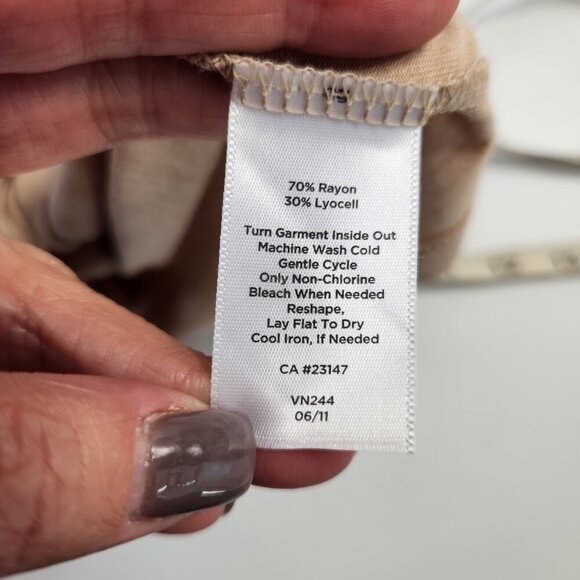 70% Rayon
30% Lyocell
Turn Garment Inside Out
Machine Wash Cold
Gentle Cycle
Only Non-Chlorine
Bleach When Needed
Reshape,
Lay Flat To Dry
Cool Iron, If Needed
CA #23147
VN244
06/11